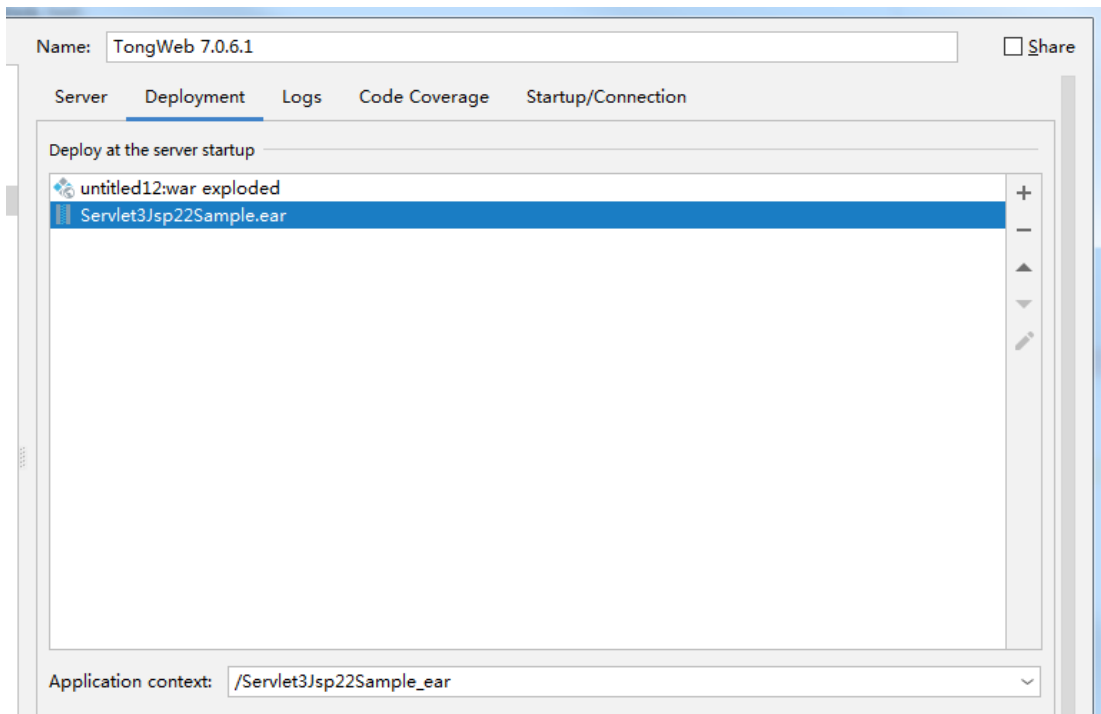 Name: TongWeb 7.0.6.1 Share
Server Deployment Logs Code Coverage Startup/Connection
Deploy at the server startup
untitled12:war exploded
Servlet3Jsp22Sample.ear
Application context: /Servlet3Jsp22Sample_ear